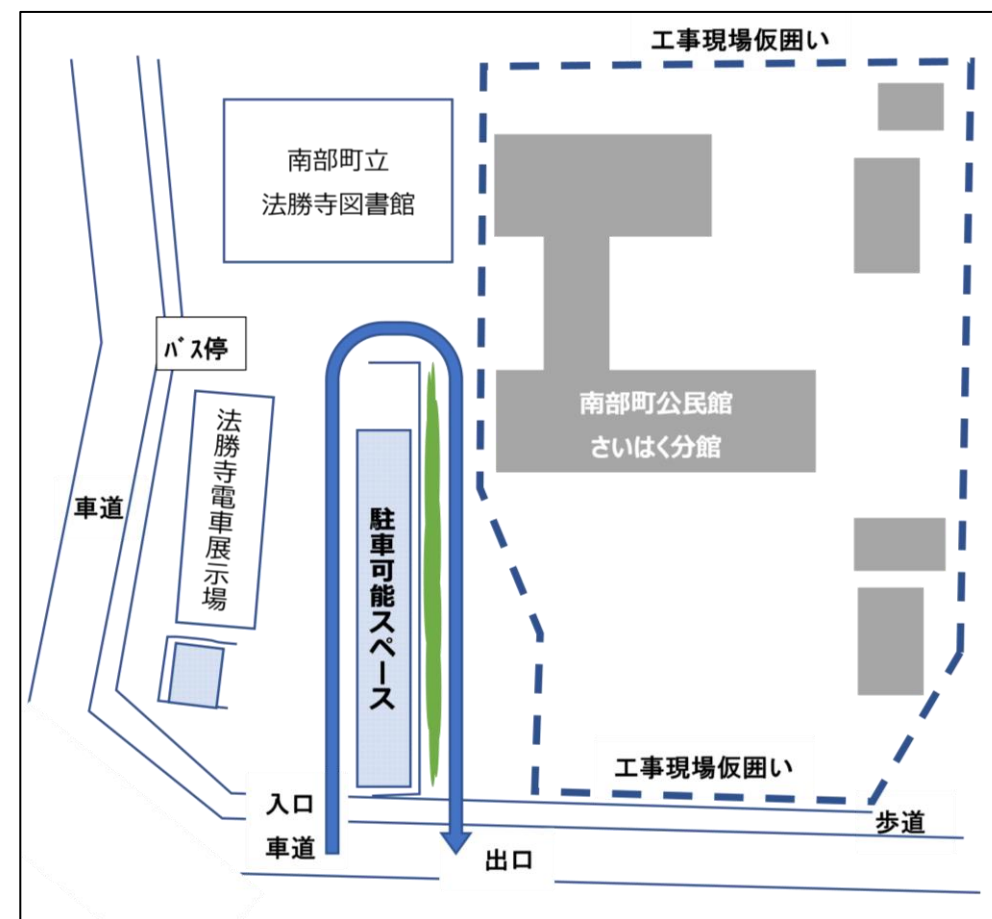 工事現場仮囲い
南部町立
法勝寺図書館
バス停
南部町公民館
さいはく分館
法勝寺電車展示場
車道
駐車可能スペース
工事現場仮囲い
入口
歩道
車道
出口